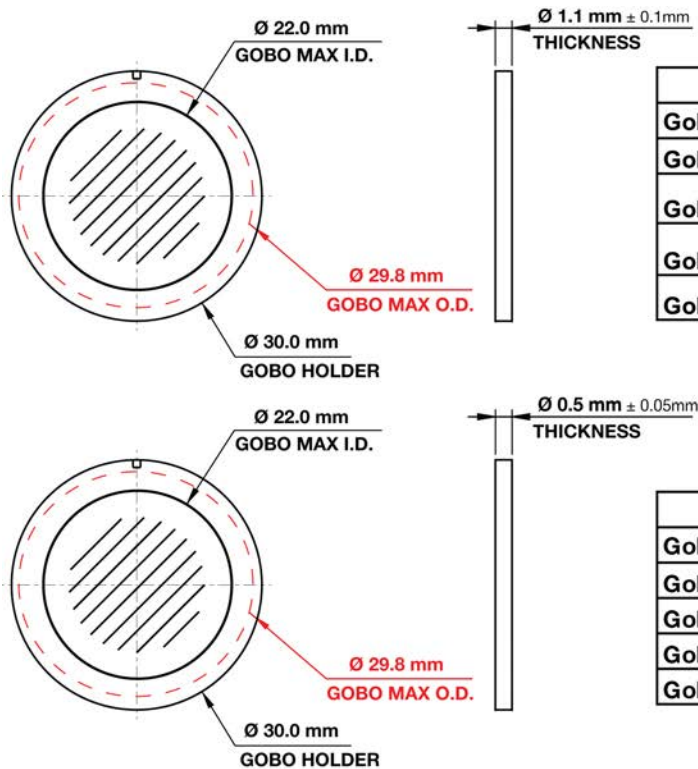 Ø 22.0 mm
GOBO MAX I.D.
Ø 1.1 mm ± 0.1mm
THICKNESS
Ø 29.8 mm
GOBO MAX O.D.
Ø 30.0 mm
GOBO HOLDER
Ø 22.0 mm
GOBO MAX I.D.
Ø 0.5 mm ± 0.05mm
THICKNESS
Ø 29.8 mm
GOBO MAX O.D.
Ø 30.0 mm
GOBO HOLDER